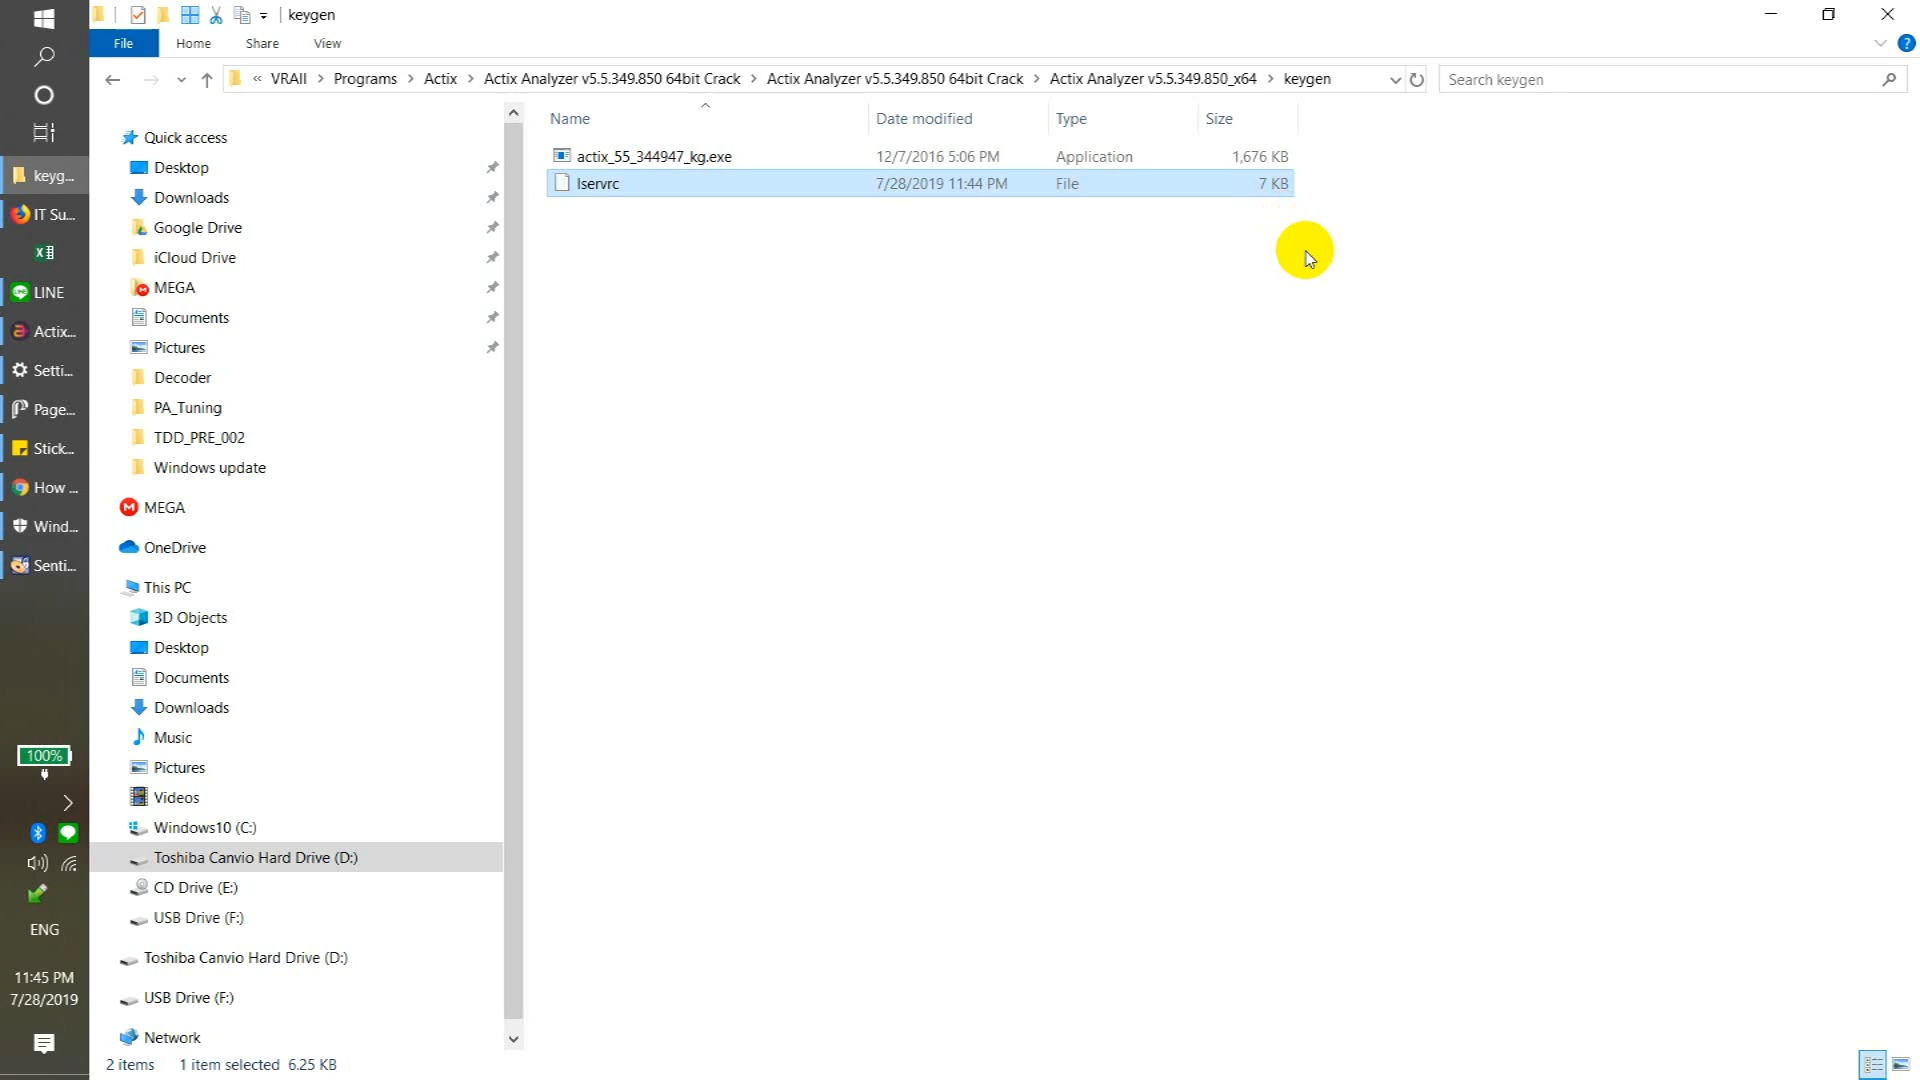 keygen
File Home Share View
« VRAII > Programs > Actix > Actix Analyzer v5.5.349.850 64bit Crack > Actix Analyzer v5.5.349.850 64bit Crack > Actix Analyzer v5.5.349.850_x64 > keygen
Search keygen
Name Date modified Type Size
actix_55_344947_kg.exe 12/7/2016 5:06 PM Application 1,676 KB
lservrc 7/28/2019 11:44 PM File 7 KB
Quick access
Desktop
Downloads
Google Drive
iCloud Drive
MEGA
Documents
Pictures
Decoder
PA_Tuning
TDD_PRE_002
Windows update
MEGA
OneDrive
This PC
3D Objects
Desktop
Documents
Downloads
Music
Pictures
Videos
Windows10 (C:)
Toshiba Canvio Hard Drive (D:)
CD Drive (E:)
USB Drive (F:)
Toshiba Canvio Hard Drive (D:)
USB Drive (F:)
Network
2 items 1 item selected 6.25 KB
keyg...
IT Su...
LINE
Actix...
Setti...
Page...
Stick...
How ...
Wind...
Senti...
100%
ENG
11:45 PM
7/28/2019